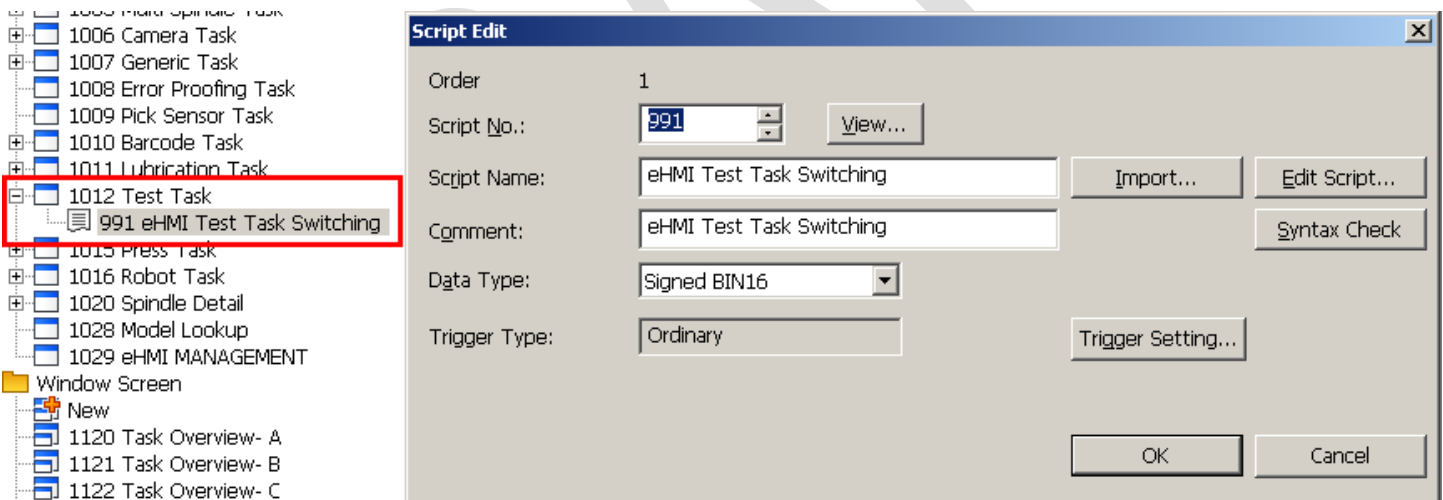 1005 Multi Spindle Task
1006 Camera Task
1007 Generic Task
1008 Error Proofing Task
1009 Pick Sensor Task
1010 Barcode Task
1011 Lubrication Task
1012 Test Task
991 eHMI Test Task Switching
1015 Press Task
1016 Robot Task
1020 Spindle Detail
1028 Model Lookup
1029 eHMI MANAGEMENT
Window Screen
New
1120 Task Overview- A
1121 Task Overview- B
1122 Task Overview- C
Script Edit
Order 1
Script No.: 991 View...
Script Name: eHMI Test Task Switching Import... Edit Script...
Comment: eHMI Test Task Switching Syntax Check
Data Type: Signed BIN16
Trigger Type: Ordinary Trigger Setting...
OK Cancel